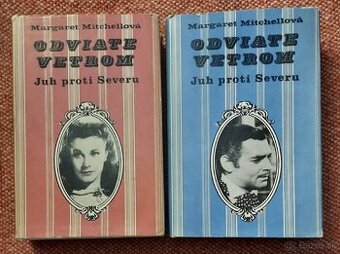 Margaret Mitchellová
ODVIATE
VETROM
Juh proti Severu
Margaret Mitchellová
ODVIATE
VETROM
Juh proti Severu